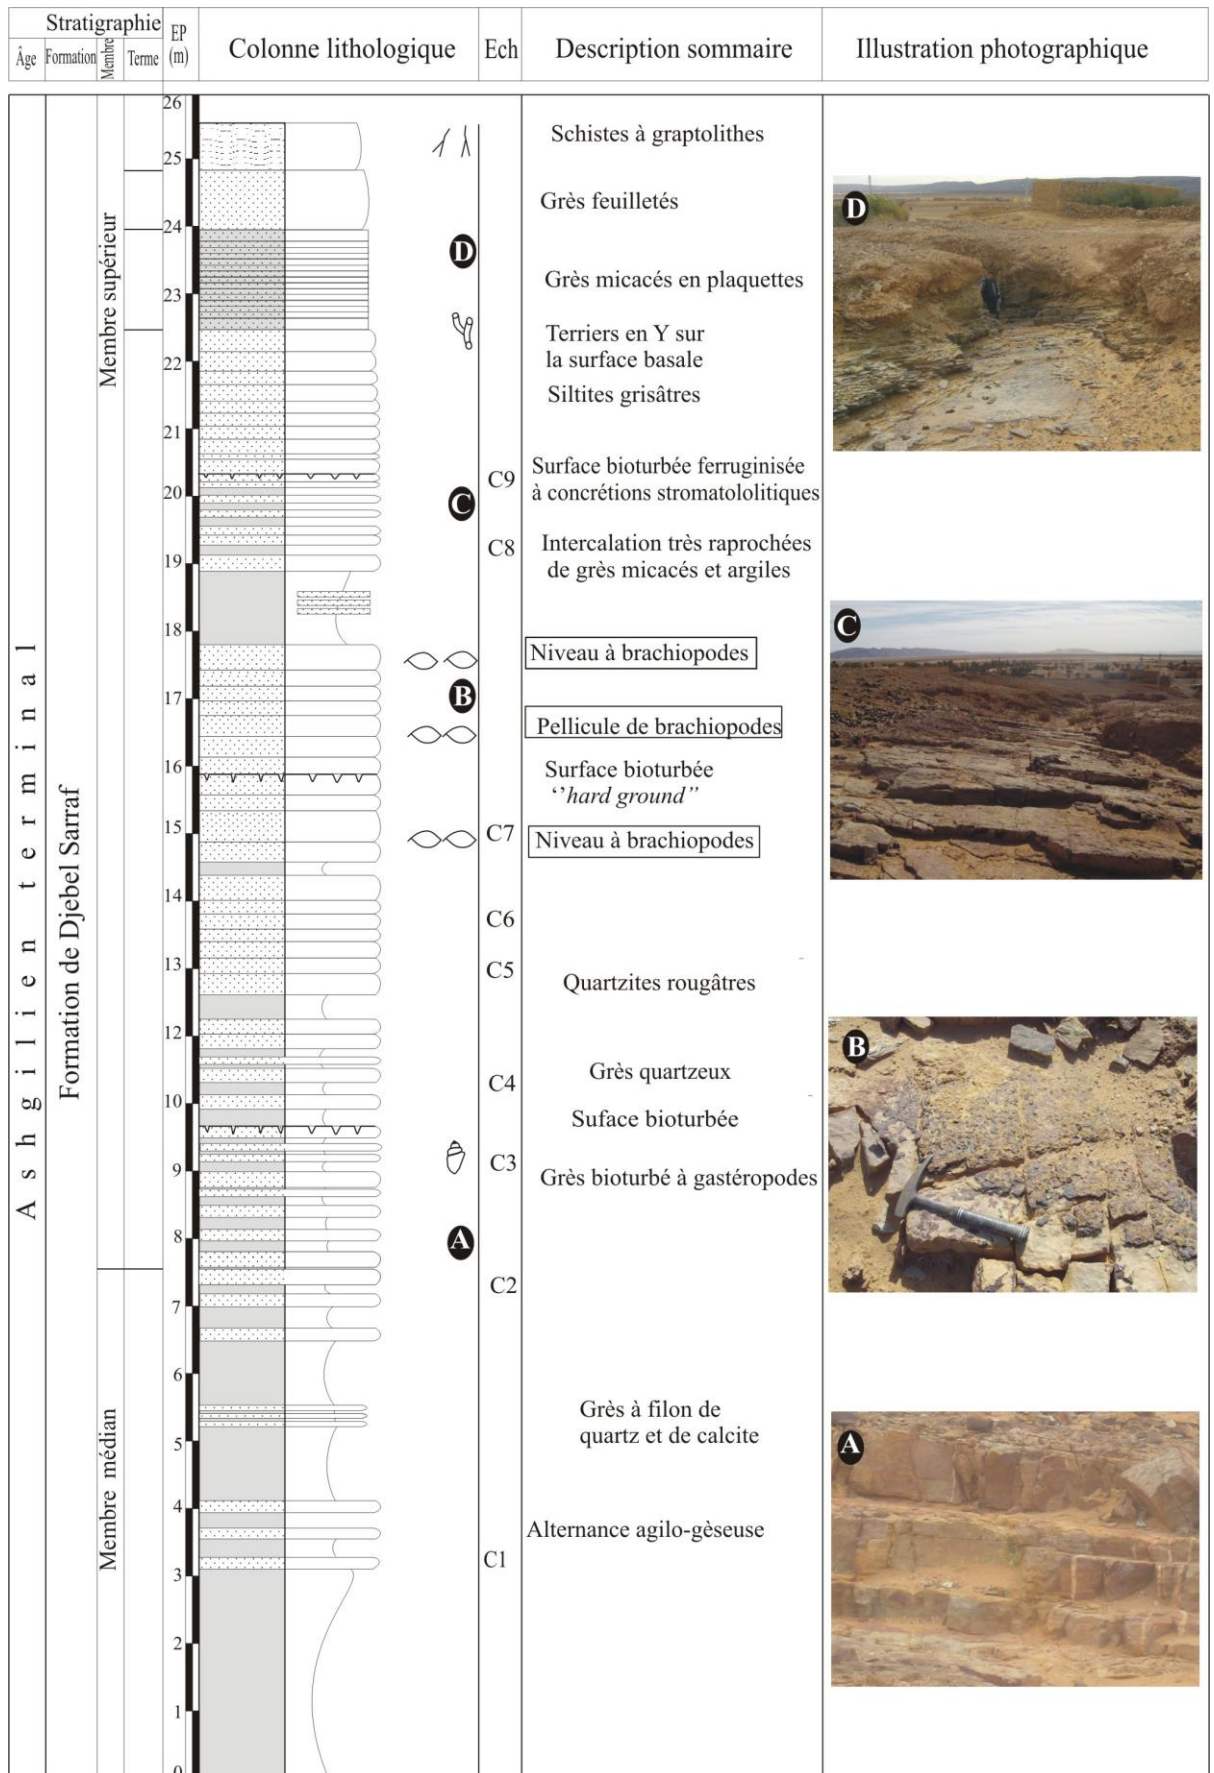 Stratigraphie
Âge
Formation
Membre
Terme
EP
(m)
Colonne lithologique
Ech
Description sommaire
Illustration photographique
Ashgilien terminal
Formation de Djebel Sarraf
Membre supérieur
Membre médian
26
25
24
23
22
21
20
19
18
17
16
15
14
13
12
11
10
9
8
7
6
5
4
3
2
1
0
D
C
B
A
C9
C8
C7
C6
C5
C4
C3
C2
C1
Schistes à graptolithes
Grès feuilletés
Grès micacés en plaquettes
Terriers en Y sur
la surface basale
Siltites grisâtres
Surface bioturbée ferruginisée
à concrétions stromatololitiques
Intercalation très raprochées
de grès micacés et argiles
Niveau à brachiopodes
Pellicule de brachiopodes
Surface bioturbée
‘’hard ground’’
Niveau à brachiopodes
Quartzites rougâtres
Grès quartzeux
Suface bioturbée
Grès bioturbé à gastéropodes
Grès à filon de
quartz et de calcite
Alternance agilo-gèseuse
D
C
B
A